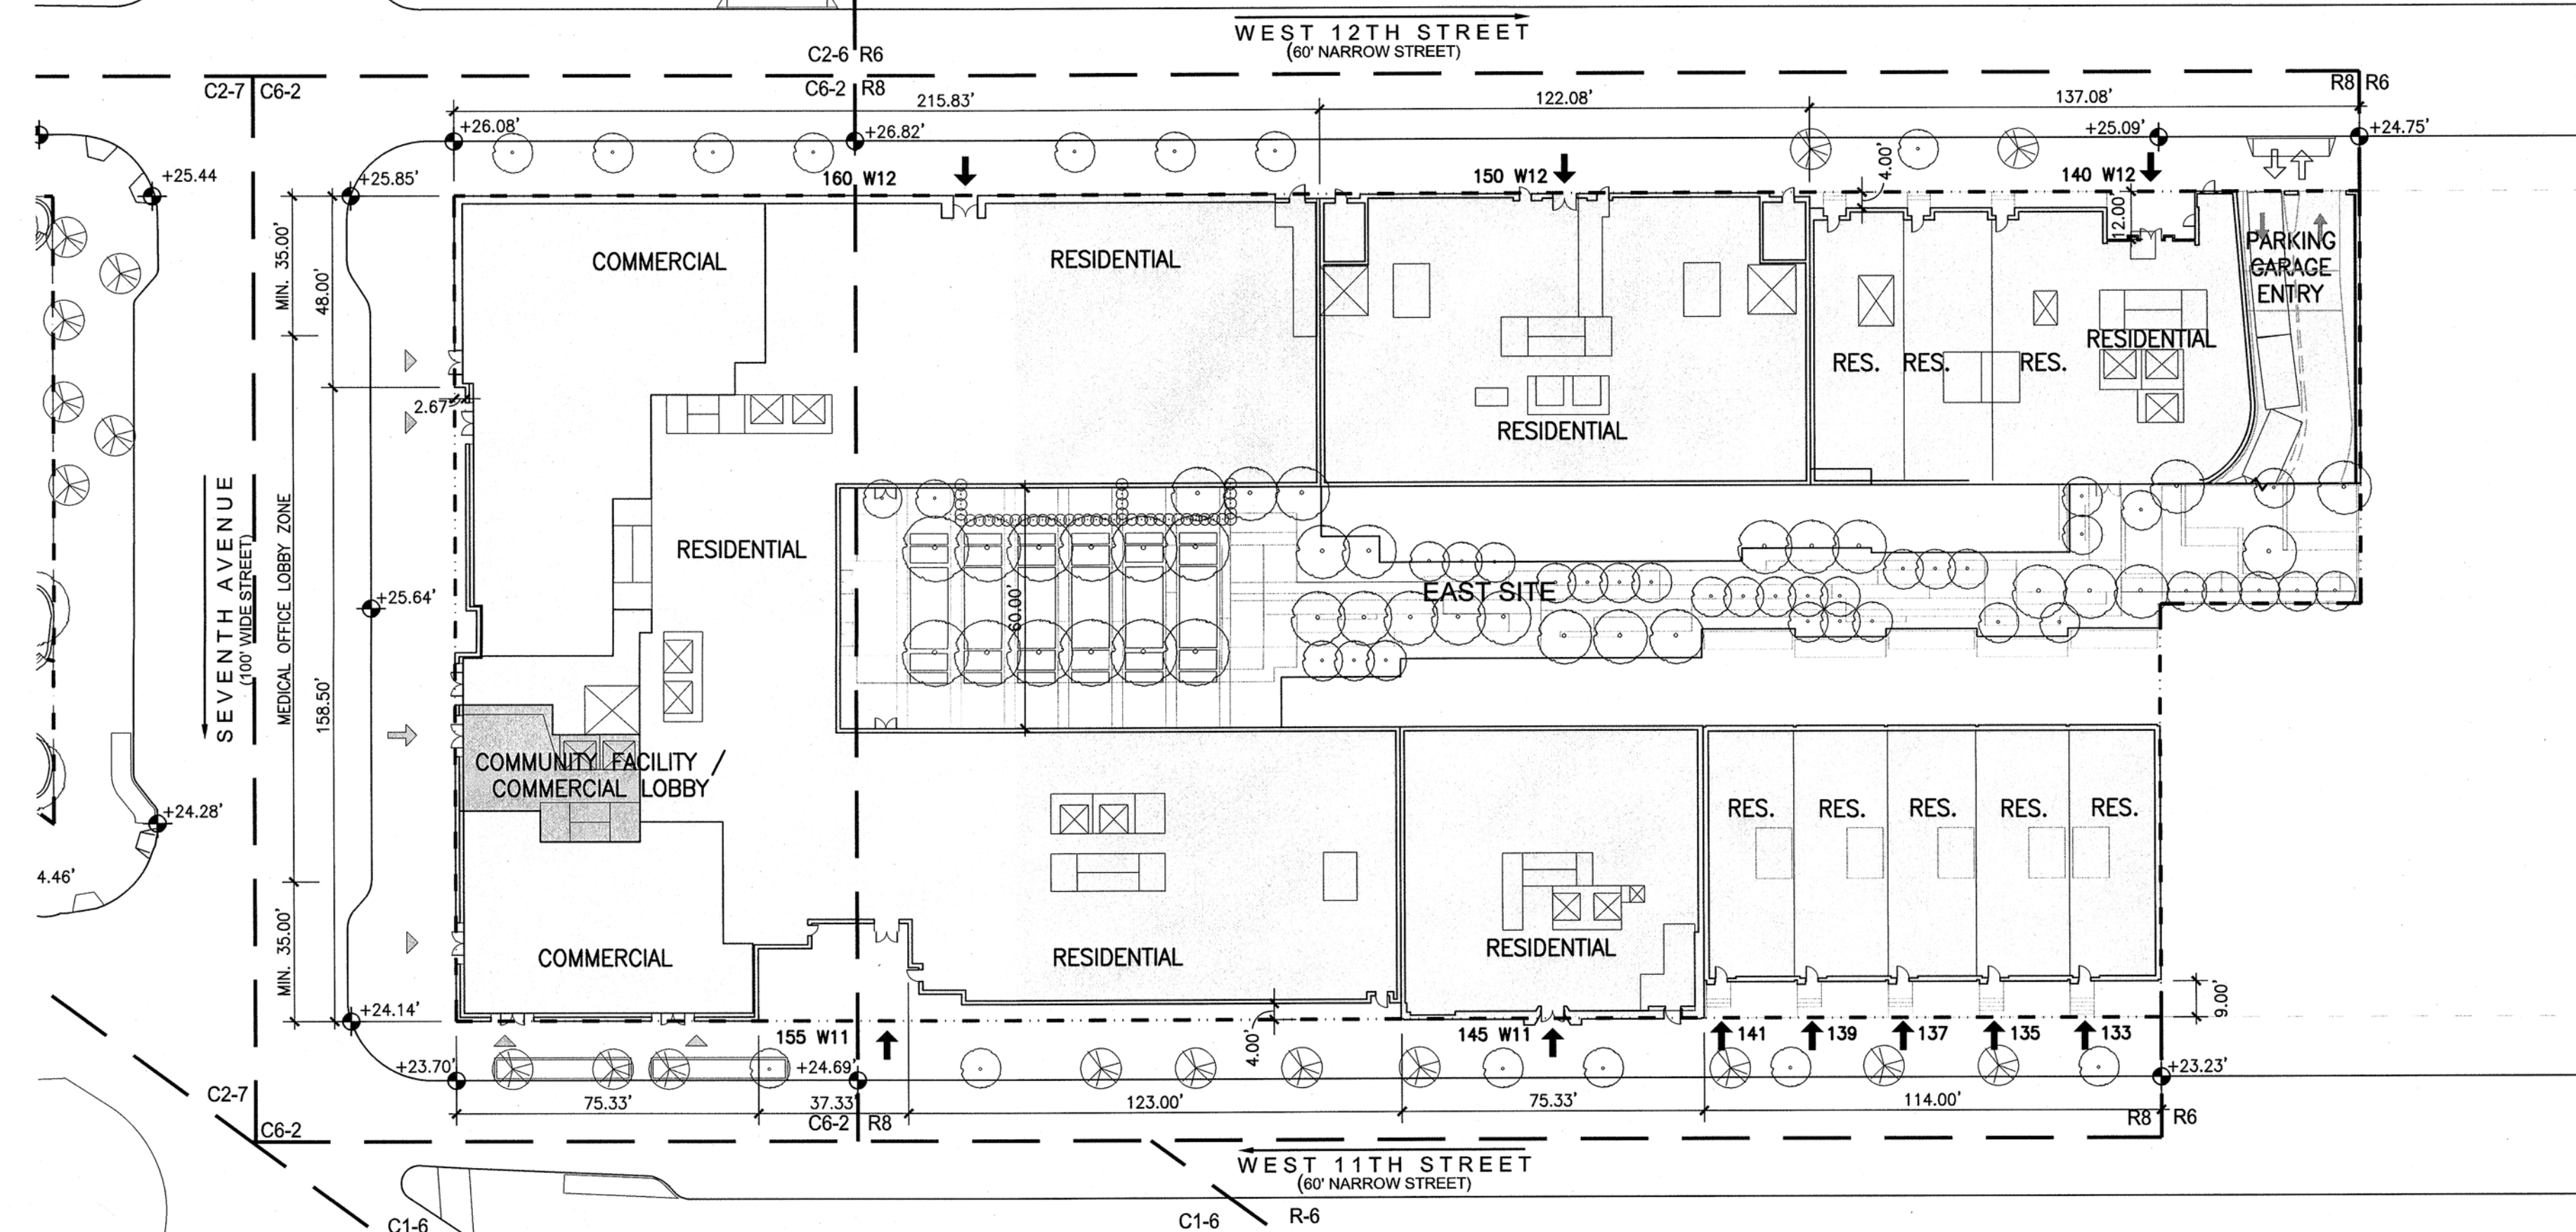 WEST 12TH STREET
(60' NARROW STREET)
C2-6 R6
C2-7 C6-2
C6-2 R8
R8 R6
215.83'
122.08'
137.08'
+26.08'
+26.82'
+25.09'
+24.75'
+25.44
+25.85'
160 W12
150 W12
140 W12
4.00'
12.00'
MIN. 35.00'
48.00'
COMMERCIAL
RESIDENTIAL
PARKING
GARAGE
ENTRY
RESIDENTIAL
RES.
RES.
RES.
2.67'
RESIDENTIAL
SEVENTH AVENUE
(100' WIDE STREET)
MEDICAL OFFICE LOBBY ZONE
158.50'
RESIDENTIAL
60.00'
EAST SITE
+25.64'
COMMUNITY FACILITY /
COMMERCIAL LOBBY
+24.28'
4.46'
RES.
RES.
RES.
RES.
RES.
MIN. 35.00'
COMMERCIAL
RESIDENTIAL
RESIDENTIAL
9.00'
+24.14'
155 W11
145 W11
141
139
137
135
133
4.00'
+23.70'
+24.69'
+23.23'
C2-7
C6-2
75.33'
37.33'
123.00'
75.33'
114.00'
C6-2 R8
R8 R6
WEST 11TH STREET
(60' NARROW STREET)
C1-6
C1-6
R-6